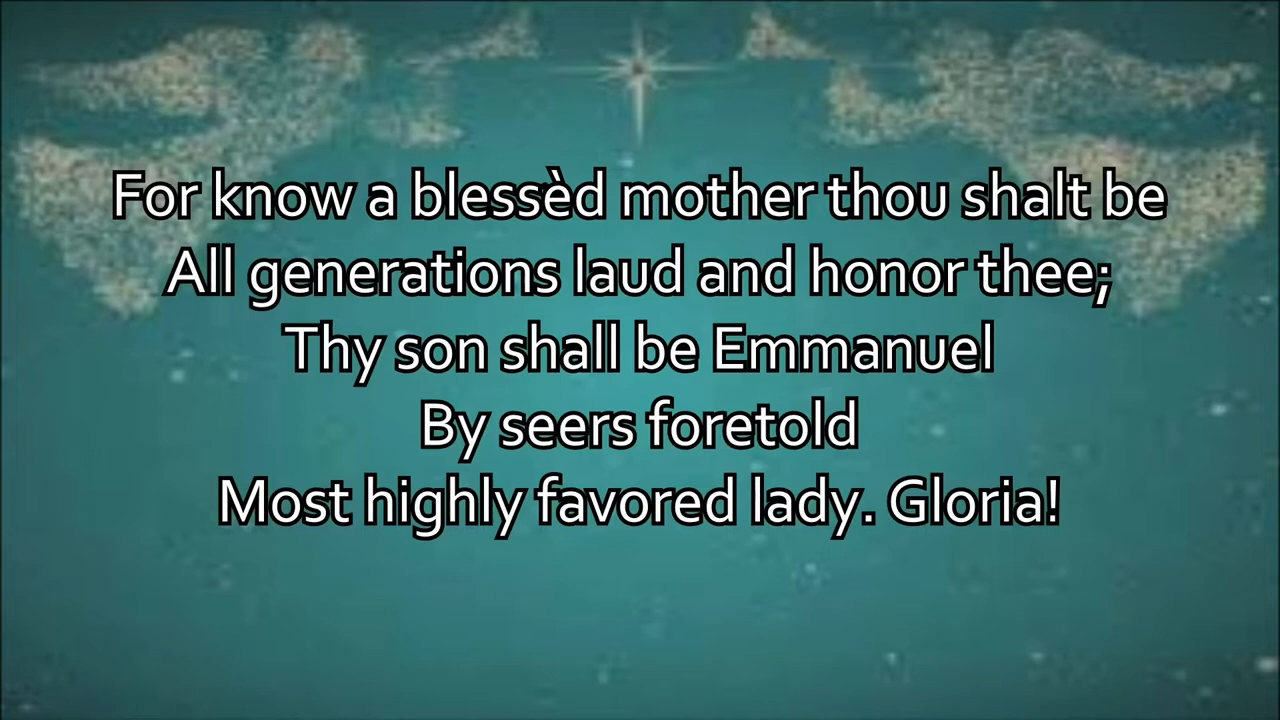 For know a blessèd mother thou shalt be
All generations laud and honor thee;
Thy son shall be Emmanuel
By seers foretold
Most highly favored lady. Gloria!